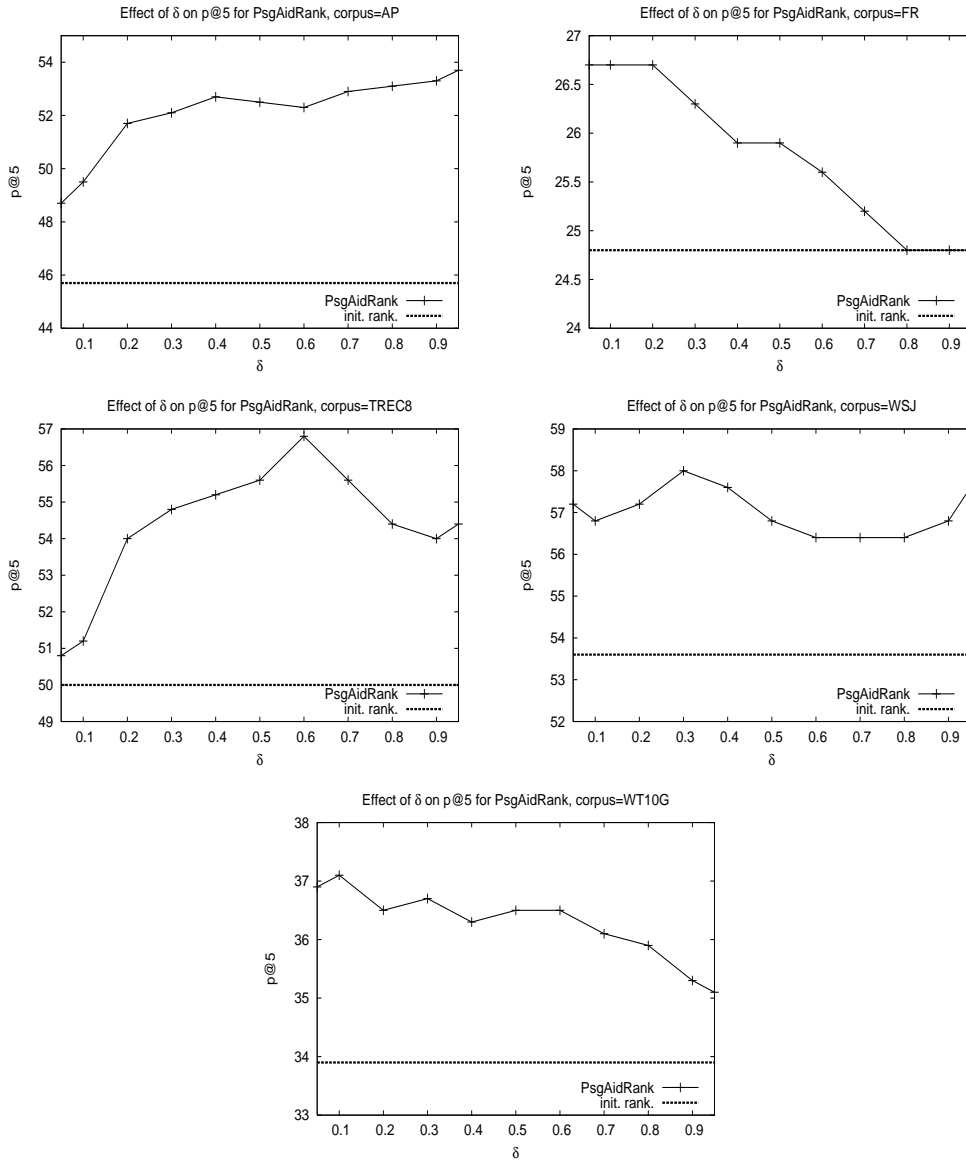 Effect of δ on p@5 for PsgAidRank, corpus=AP
54
52
50
48
46
44
p@5
PsgAidRank
init. rank.
0.1 0.2 0.3 0.4 0.5 0.6 0.7 0.8 0.9
δ
Effect of δ on p@5 for PsgAidRank, corpus=FR
27
26.5
26
25.5
25
24.5
24
p@5
PsgAidRank
init. rank.
0.1 0.2 0.3 0.4 0.5 0.6 0.7 0.8 0.9
δ
Effect of δ on p@5 for PsgAidRank, corpus=TREC8
57
56
55
54
53
52
51
50
49
p@5
PsgAidRank
init. rank.
0.1 0.2 0.3 0.4 0.5 0.6 0.7 0.8 0.9
δ
Effect of δ on p@5 for PsgAidRank, corpus=WSJ
59
58
57
56
55
54
53
52
p@5
PsgAidRank
init. rank.
0.1 0.2 0.3 0.4 0.5 0.6 0.7 0.8 0.9
δ
Effect of δ on p@5 for PsgAidRank, corpus=WT10G
38
37
36
35
34
33
p@5
PsgAidRank
init. rank.
0.1 0.2 0.3 0.4 0.5 0.6 0.7 0.8 0.9
δ